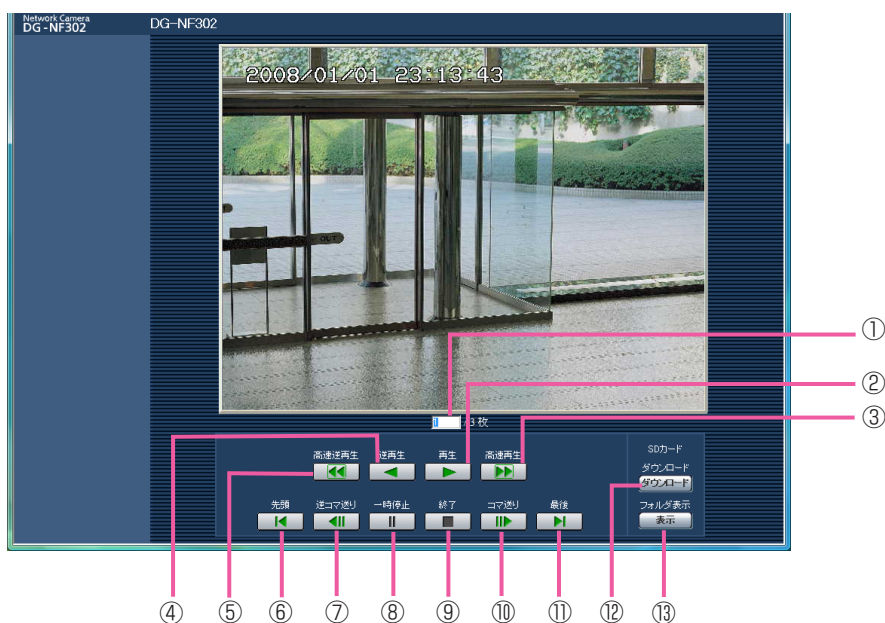 Network Camera
DG-NF302
DG-NF302
2008/01/01 23:13:43
OUT
①
②
③
1 /3 枚
高速逆再生 逆再生 再生 高速再生
SDカード
ダウンロード
ダウンロード
先頭 逆コマ送り 一時停止 終了 コマ送り 最後
フォルダ表示
表示
④ ⑤ ⑥ ⑦ ⑧ ⑨ ⑩ ⑪ ⑫ ⑬